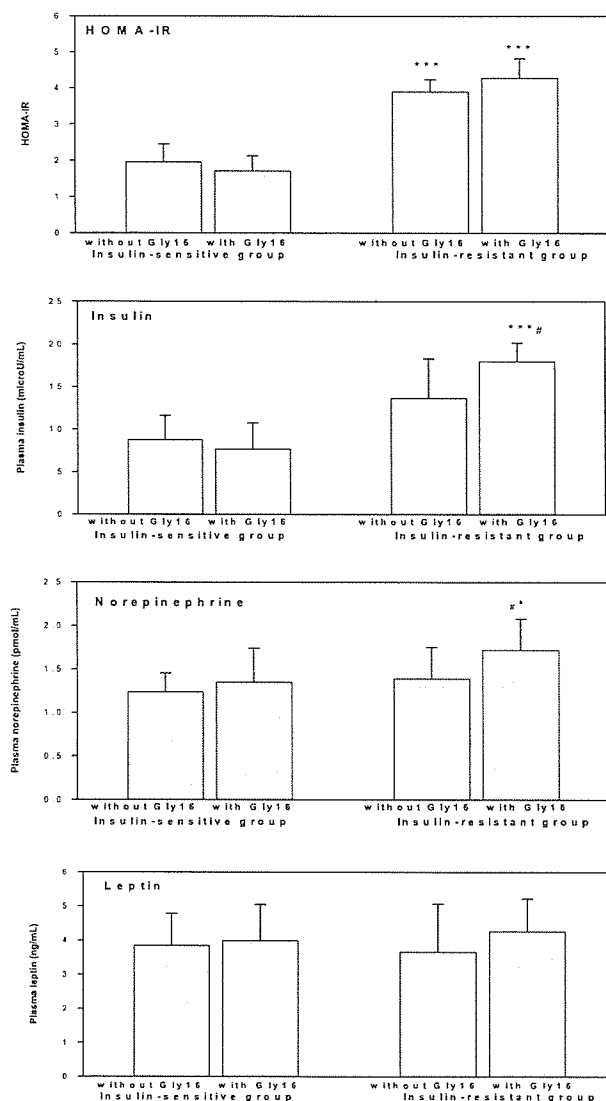 HOMA-IR
HOMA-IR
6
5
4
3
2
1
0
*** ***
without Gly16 with Gly16 without Gly16 with Gly16
Insulin-sensitive group Insulin-resistant group
Insulin
Plasma insulin (microU/mL)
25
20
15
10
50
0
***#
without Gly16 with Gly16 without Gly16 with Gly16
Insulin-sensitive group Insulin-resistant group
Norepinephrine
Plasma norepinephrine (pmol/mL)
2.5
2.0
1.5
1.0
0.5
0.0
#*
without Gly16 with Gly16 without Gly16 with Gly16
Insulin-sensitive group Insulin-resistant group
Leptin
Plasma leptin (ng/mL)
6
5
4
3
2
1
0
without Gly16 with Gly16 without Gly16 with Gly16
Insulin-sensitive group Insulin-resistant group